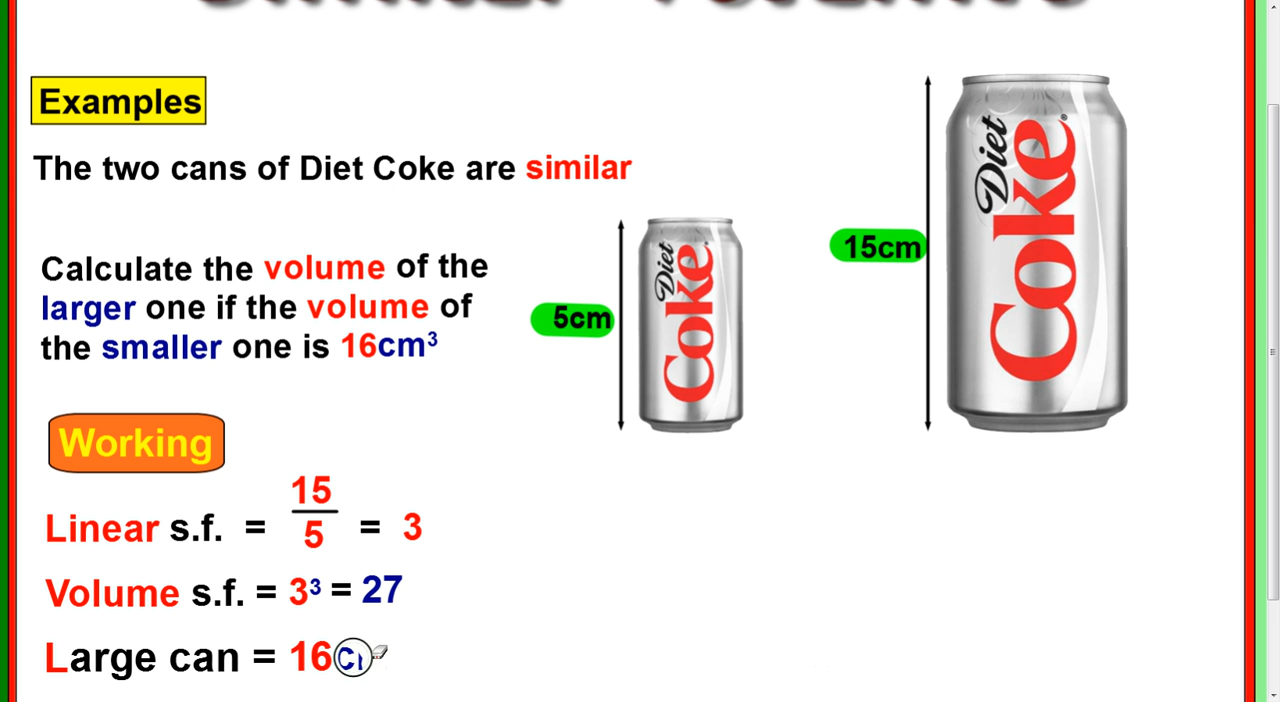 Examples
The two cans of Diet Coke are similar
Calculate the volume of the
larger one if the volume of
the smaller one is 16cm³
5cm
Diet
Coke
15cm
Diet
Coke®
Working
Linear s.f. = 15/5 = 3
Volume s.f. = 3³ = 27
Large can = 16